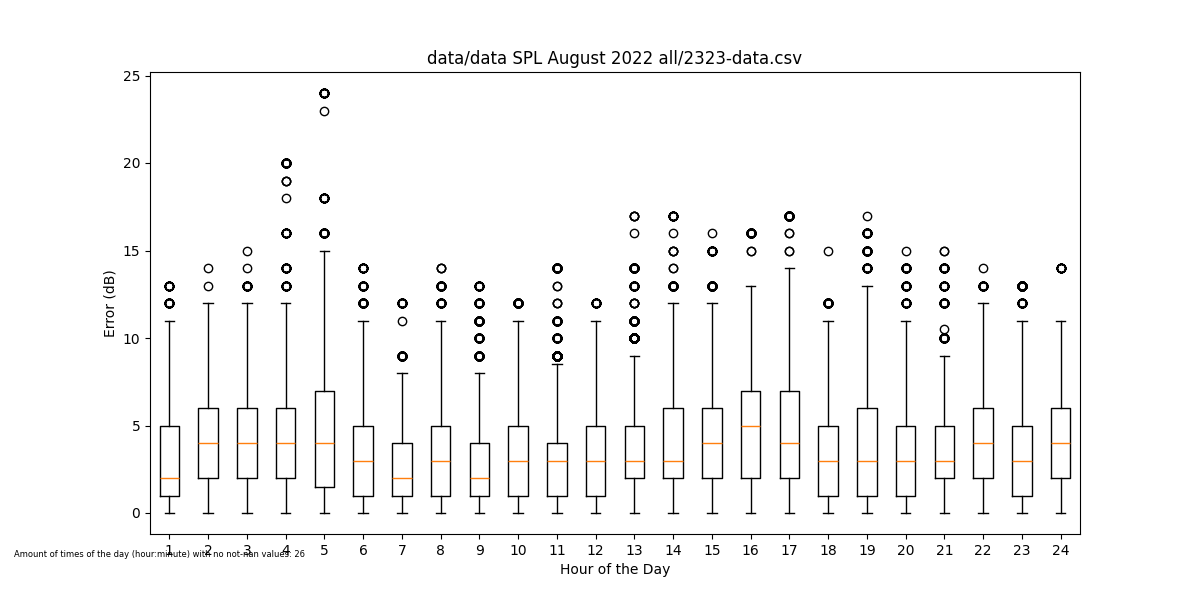 data/data SPL August 2022 all/2323-data.csv
25
20
15
10
5
0
Error (dB)
1 2 3 4 5 6 7 8 9 10 11 12 13 14 15 16 17 18 19 20 21 22 23 24
Amount of times of the day (hour:minute) with no not-nan values: 26
Hour of the Day